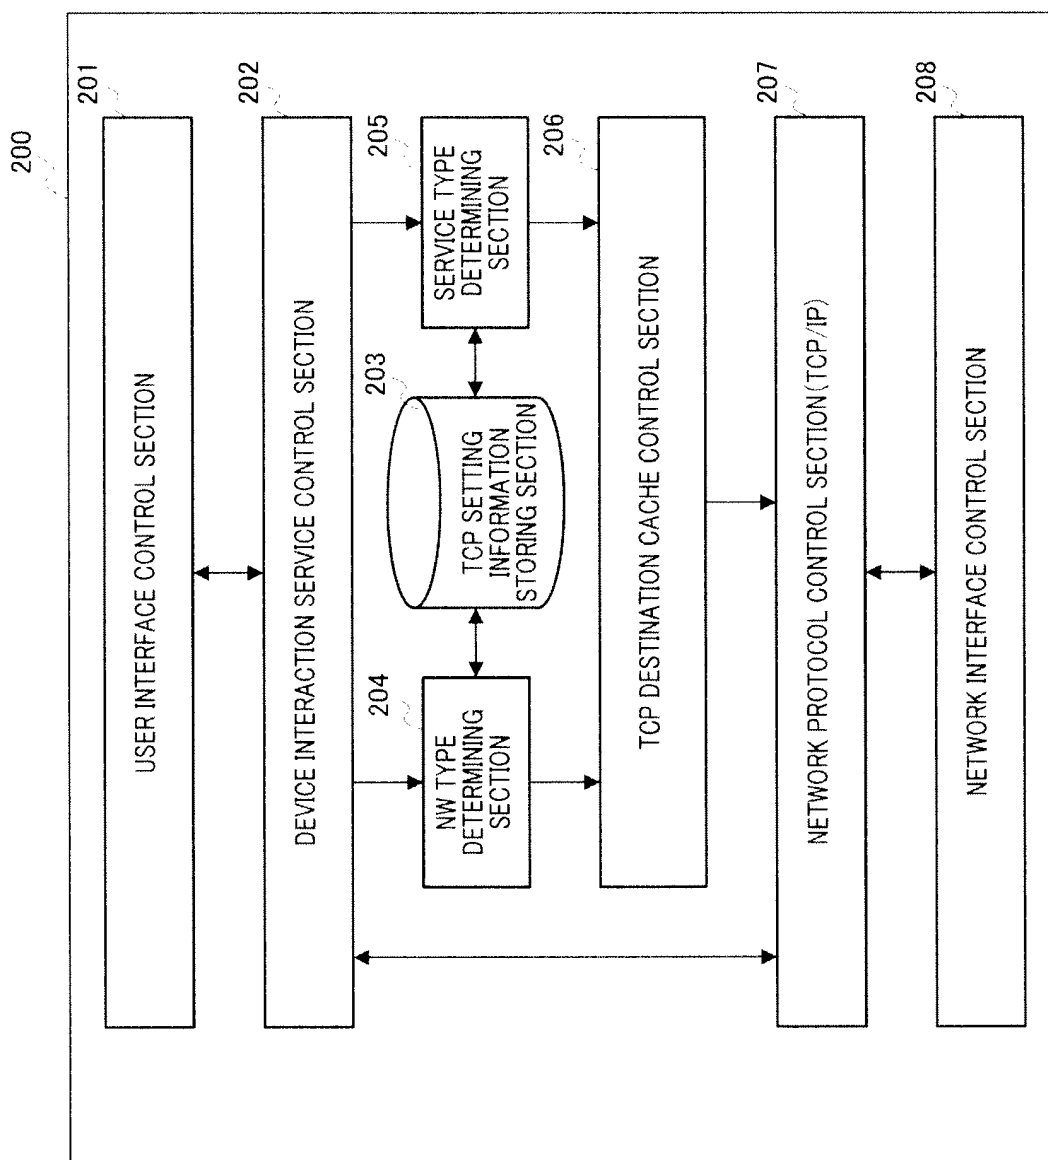 200
201
USER INTERFACE CONTROL SECTION
202
DEVICE INTERACTION SERVICE CONTROL SECTION
204
NW TYPE
DETERMINING
SECTION
203
TCP SETTING
INFORMATION
STORING SECTION
205
SERVICE TYPE
DETERMINING
SECTION
206
TCP DESTINATION CACHE CONTROL SECTION
207
NETWORK PROTOCOL CONTROL SECTION(TCP/IP)
208
NETWORK INTERFACE CONTROL SECTION